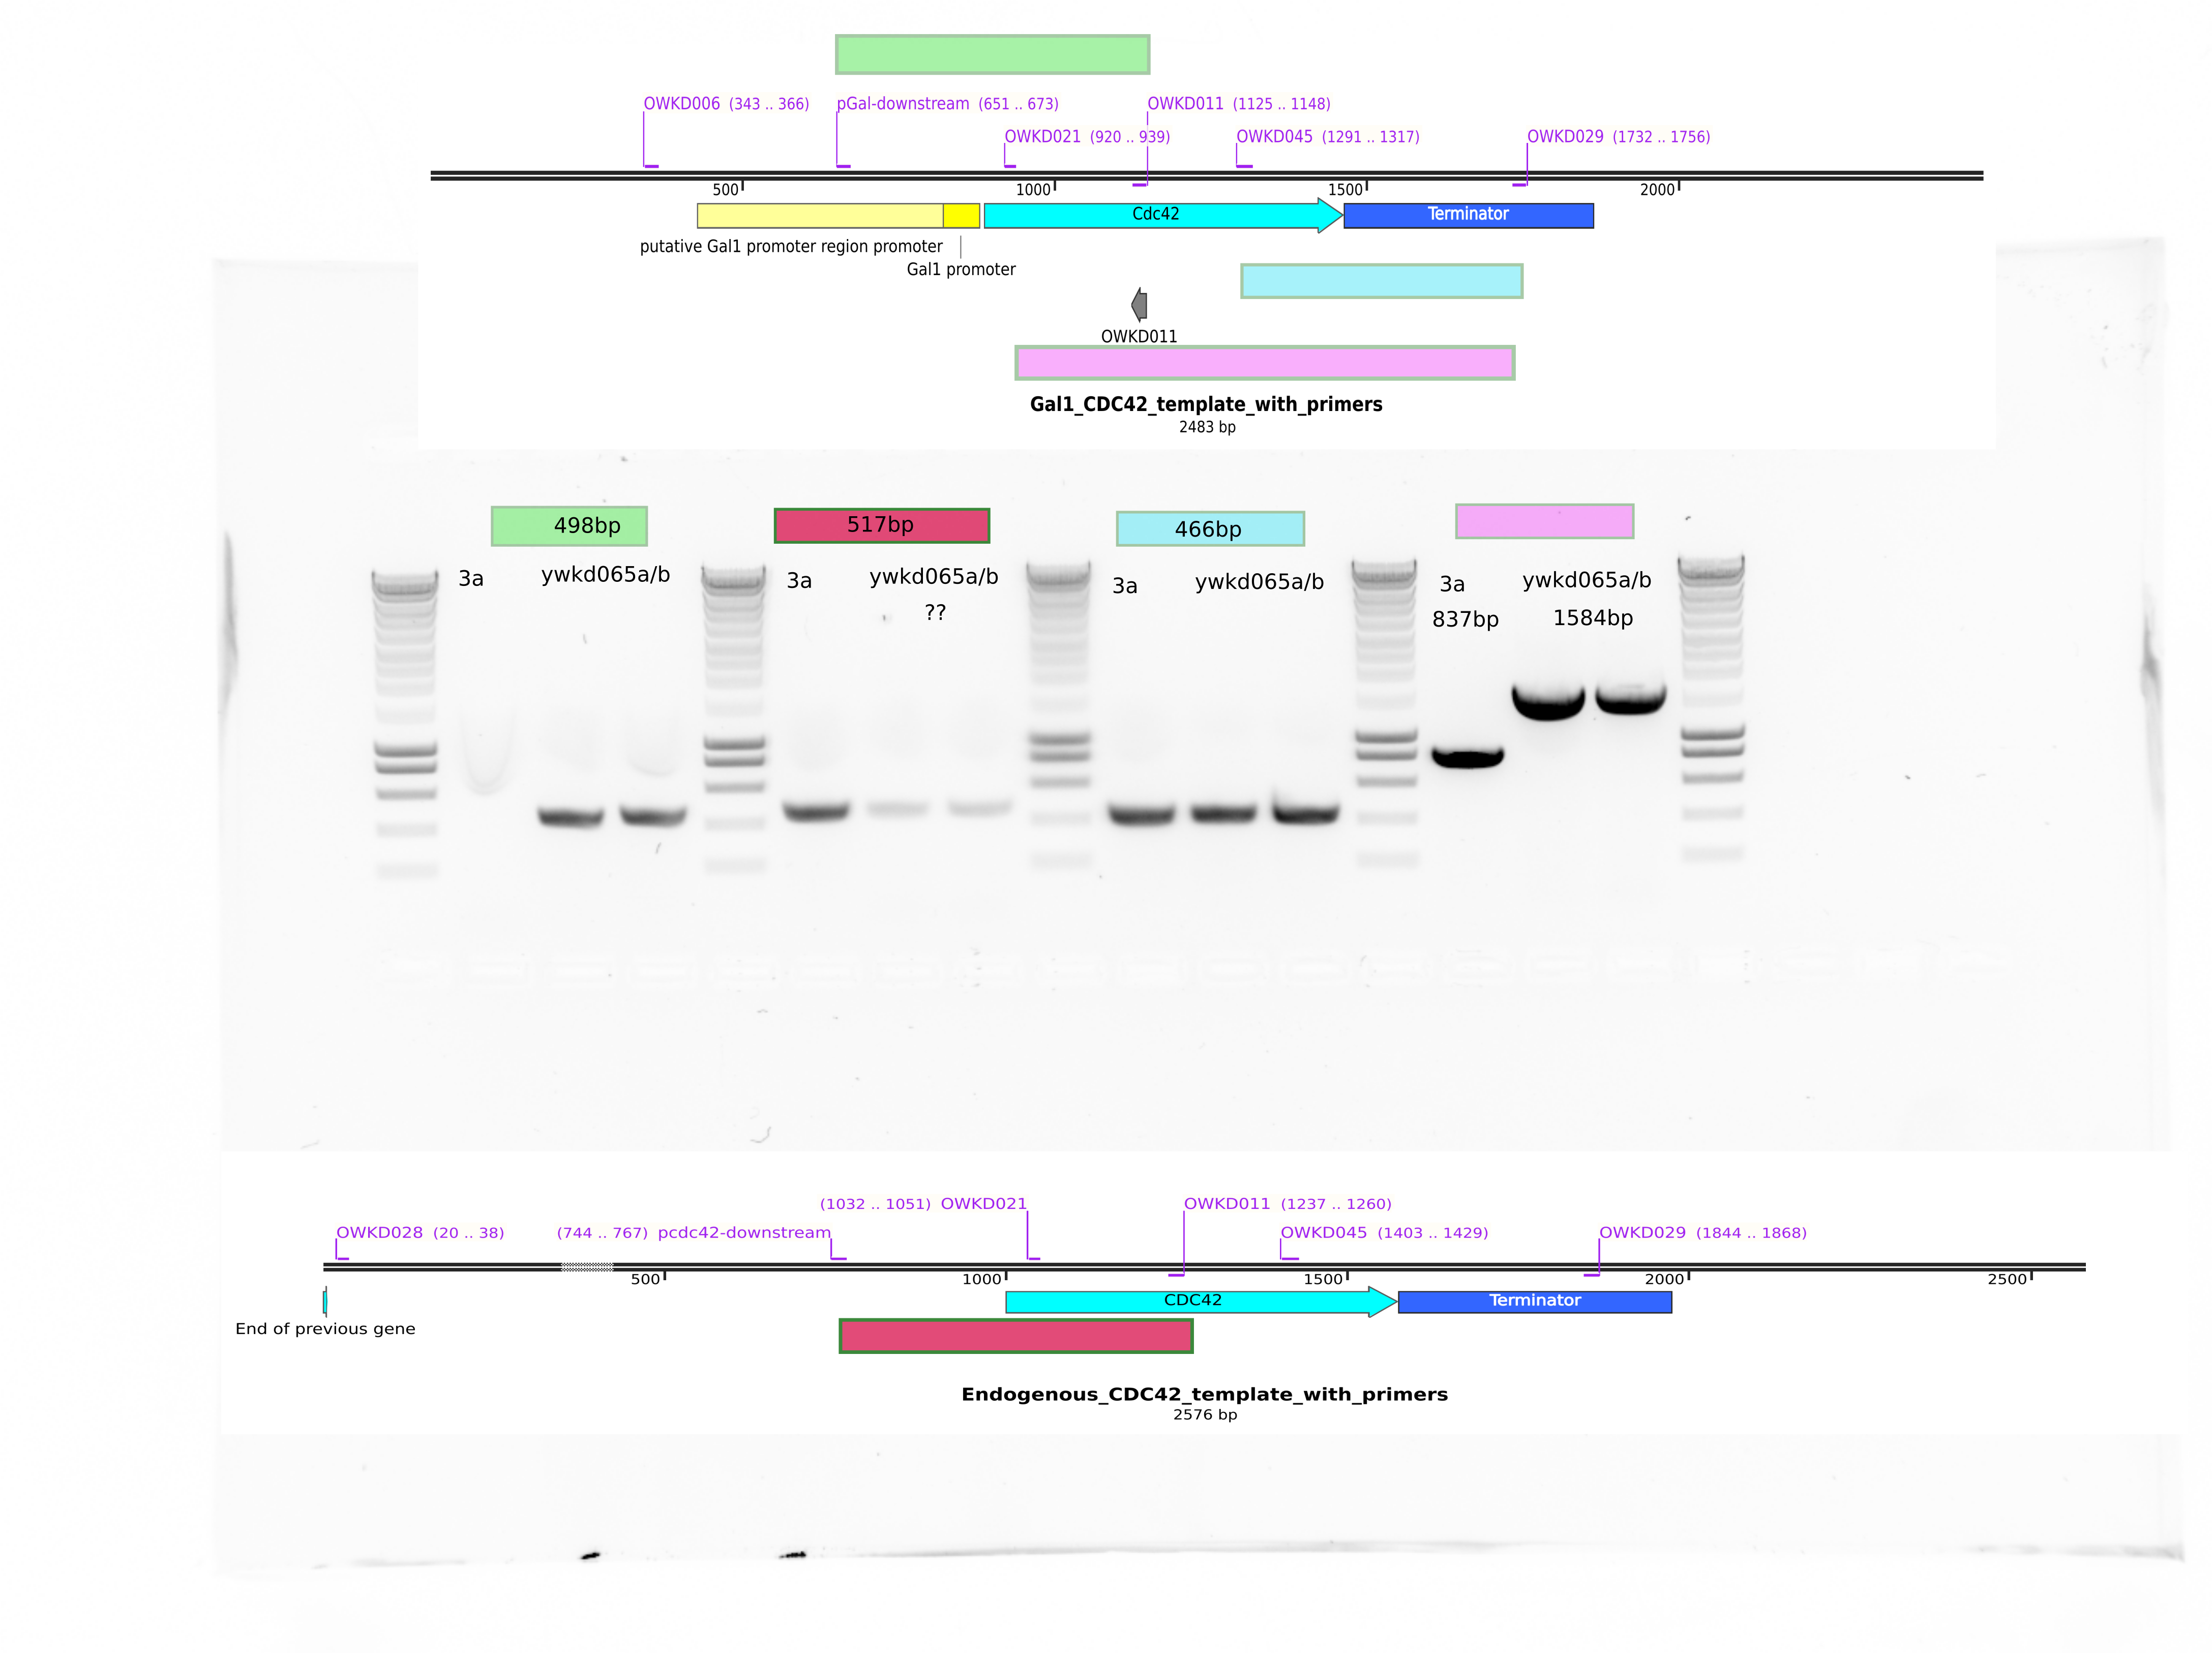 OWKD006 (343 .. 366)
pGal-downstream (651 .. 673)
OWKD011 (1125 .. 1148)
OWKD021 (920 .. 939)
OWKD045 (1291 .. 1317)
OWKD029 (1732 .. 1756)
500
1000
1500
2000
Cdc42
Terminator
putative Gal1 promoter region promoter
Gal1 promoter
OWKD011
Gal1_CDC42_template_with_primers
2483 bp
498bp
517bp
466bp
3a
ywkd065a/b
3a
ywkd065a/b
??
3a
ywkd065a/b
3a
837bp
ywkd065a/b
1584bp
(1032 .. 1051) OWKD021
OWKD011 (1237 .. 1260)
OWKD028 (20 .. 38)
(744 .. 767) pcdc42-downstream
OWKD045 (1403 .. 1429)
OWKD029 (1844 .. 1868)
500
1000
1500
2000
2500
CDC42
Terminator
End of previous gene
Endogenous_CDC42_template_with_primers
2576 bp